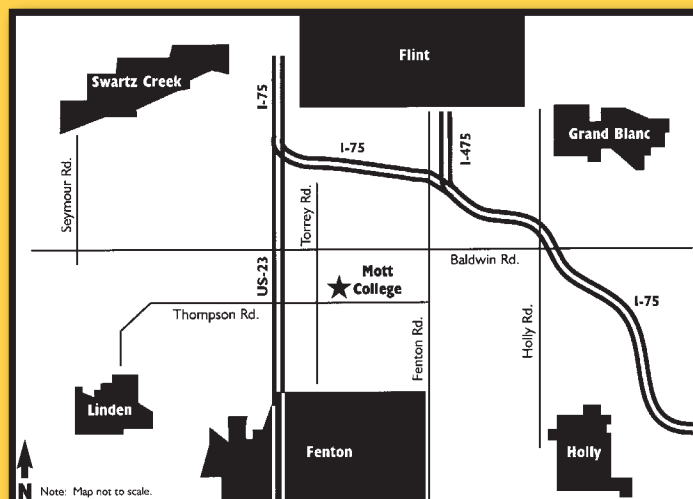 Flint
Swartz Creek
I-75
Grand Blanc
I-75
I-475
Seymour Rd.
Torrey Rd.
Baldwin Rd.
US-23
Mott
College
I-75
Thompson Rd.
Fenton Rd.
Holly Rd.
Linden
Fenton
Holly
N
Note: Map not to scale.